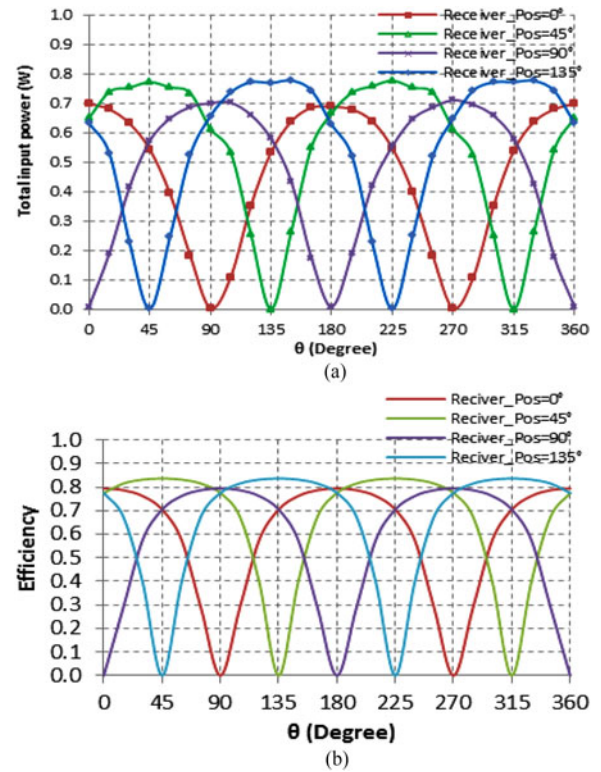 Receiver_Pos=0°
Receiver_Pos=45°
Receiver_Pos=90°
Receiver_Pos=135°
Total input power (W)
1.0
0.9
0.8
0.7
0.6
0.5
0.4
0.3
0.2
0.1
0.0
0 45 90 135 180 225 270 315 360
θ (Degree)
(a)
Reciver_Pos=0°
Reciver_Pos=45°
Reciver_Pos=90°
Reciver_Pos=135°
Efficiency
1.0
0.9
0.8
0.7
0.6
0.5
0.4
0.3
0.2
0.1
0.0
0 45 90 135 180 225 270 315 360
θ (Degree)
(b)